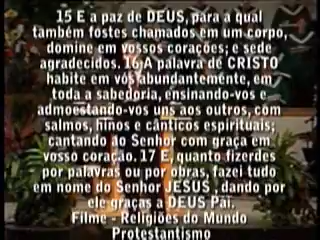 15 E a paz de DEUS, para a qual
também fostes chamados em um corpo,
domine em vossos corações; e sede
agradecidos. 16 A palavra de CRISTO
habite em vós abundantemente, em
toda a sabedoria, ensinando-vos e
admoestando-vos uns aos outros, com
salmos, hinos e cânticos espirituais;
cantando ao Senhor com graça em
vosso coração. 17 E, quanto fizerdes
por palavras ou por obras, fazei tudo
em nome do Senhor JESUS , dando por
ele graças a DEUS Pai.
Filme - Religiões do Mundo
Protestantismo